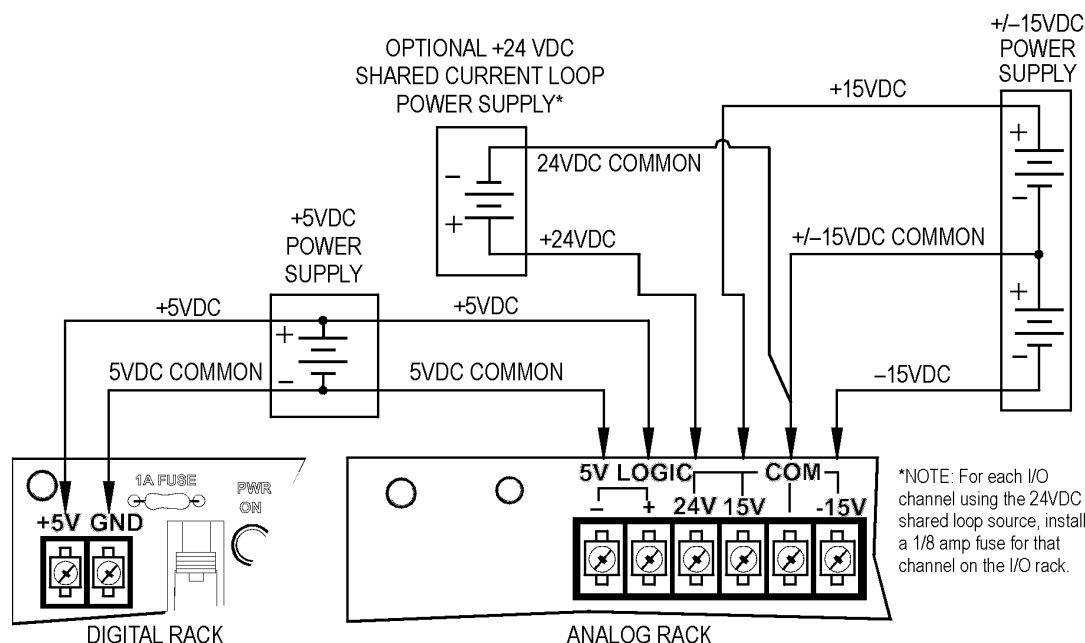 OPTIONAL +24 VDC
SHARED CURRENT LOOP
POWER SUPPLY*
+/–15VDC
POWER
SUPPLY
+15VDC
+
–
24VDC COMMON
–
+
+24VDC
+/–15VDC COMMON
+
–
–15VDC
+5VDC
POWER
SUPPLY
+5VDC
+
+5VDC
5VDC COMMON
–
5VDC COMMON
1A FUSE
PWR
ON
+5V GND
DIGITAL RACK
5V LOGIC
COM
– + 24V 15V -15V
ANALOG RACK
*NOTE: For each I/O
channel using the 24VDC
shared loop source, install
a 1/8 amp fuse for that
channel on the I/O rack.